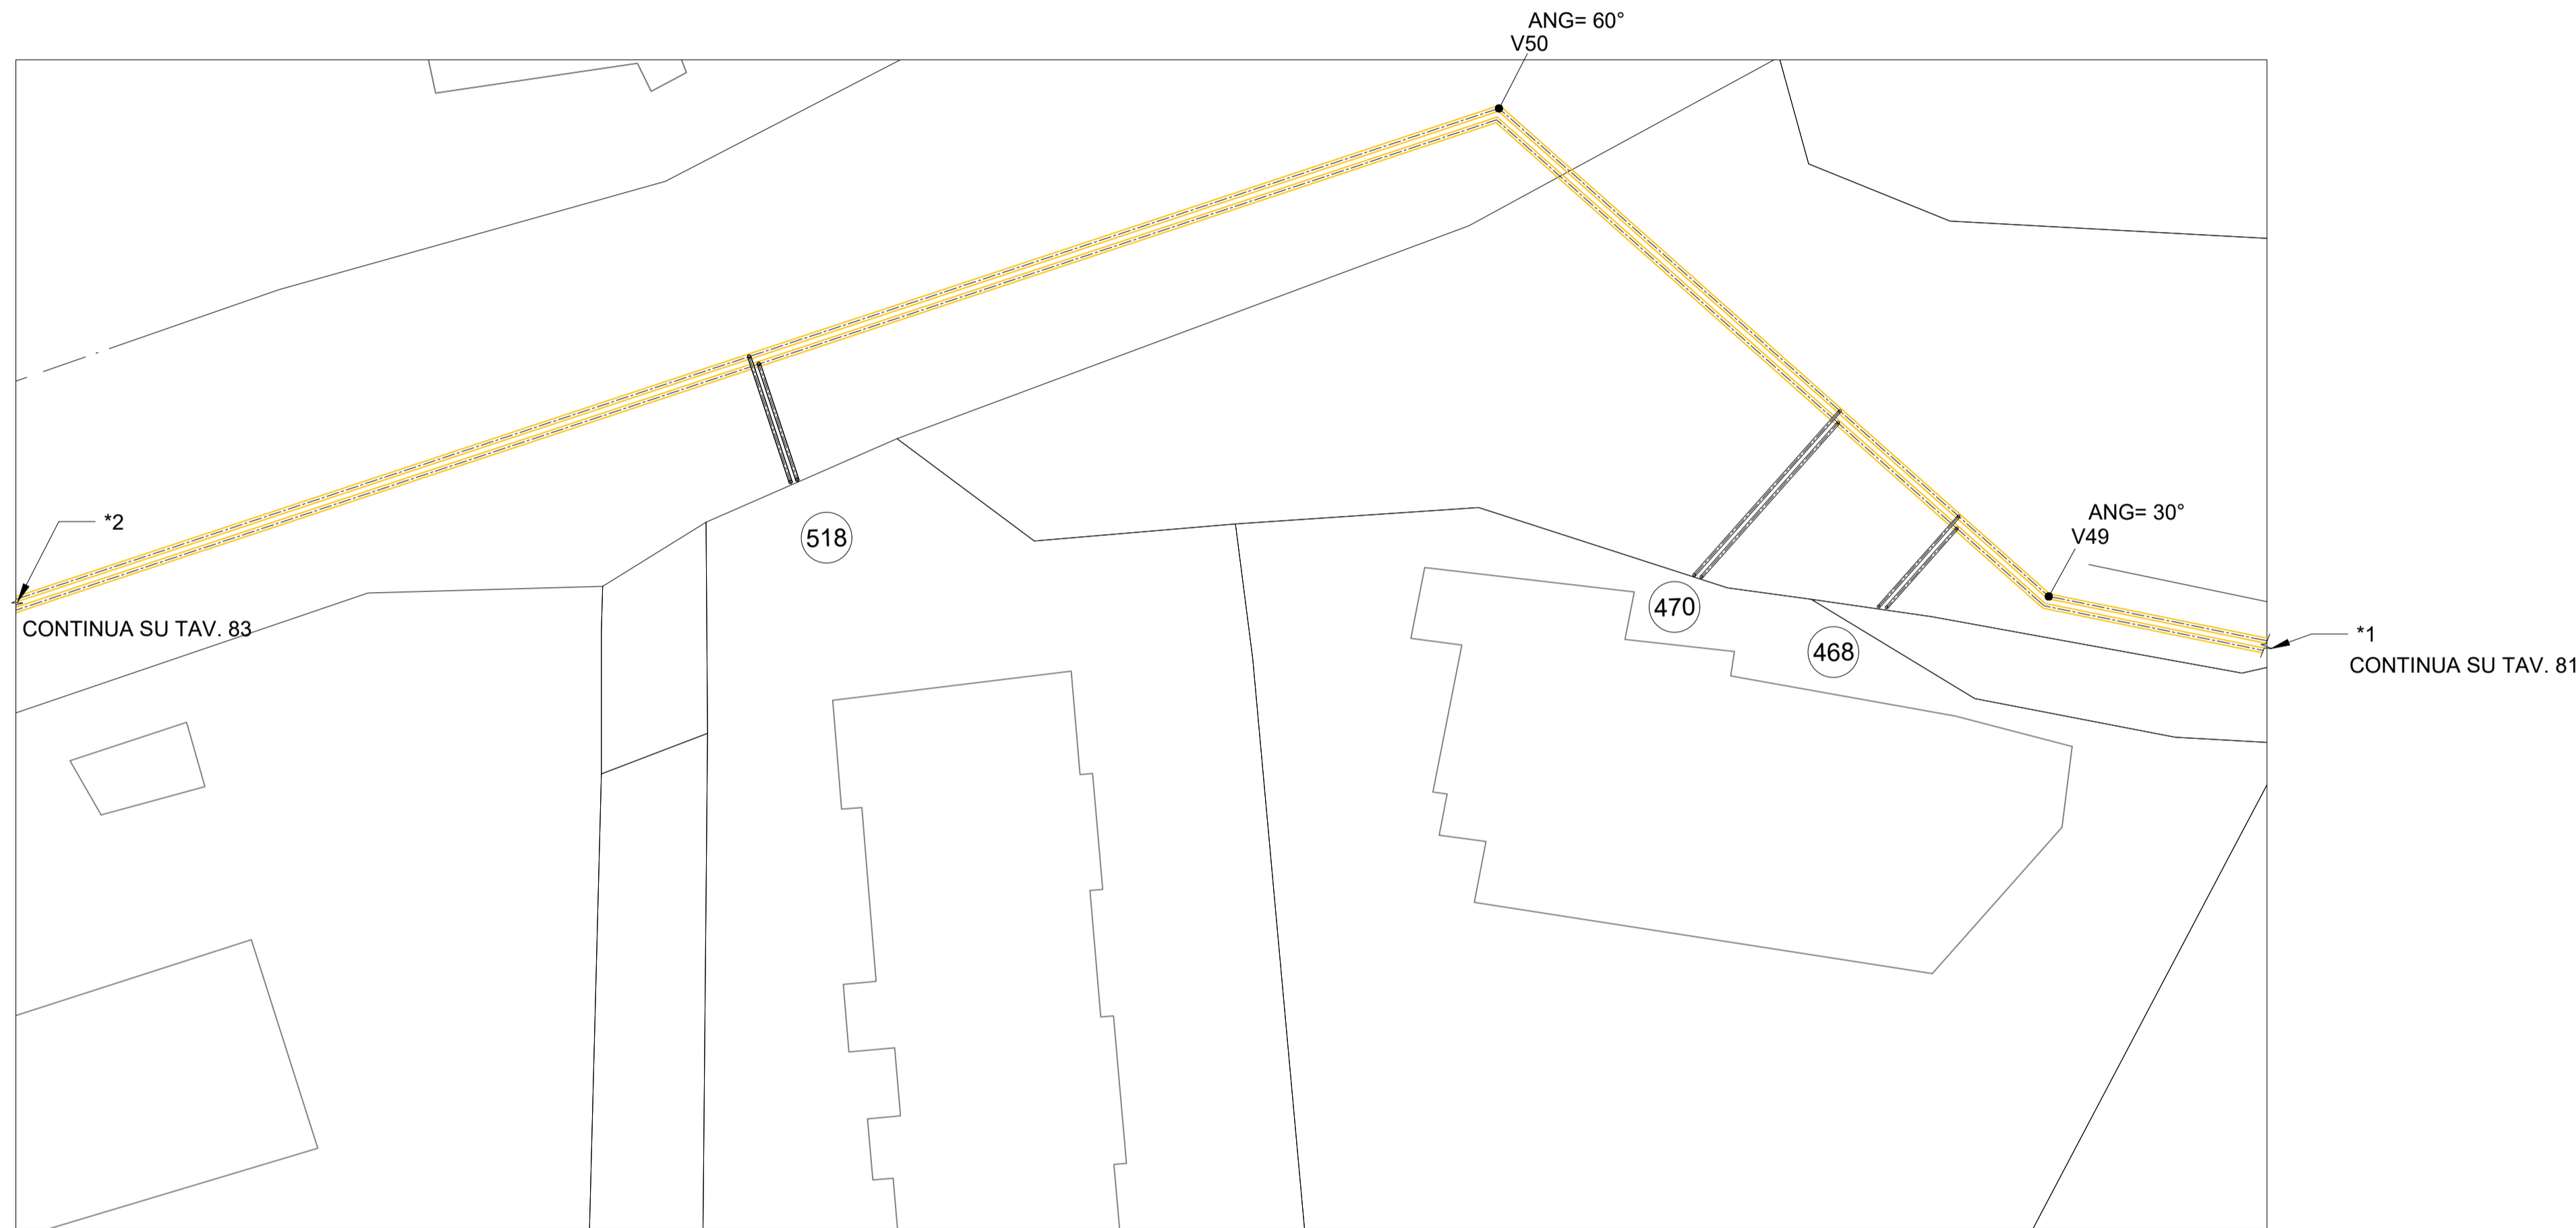 ANG= 60°
V50
ANG= 30°
V49
*2
518
CONTINUA SU TAV. 83
470
*1
468
CONTINUA SU TAV. 81